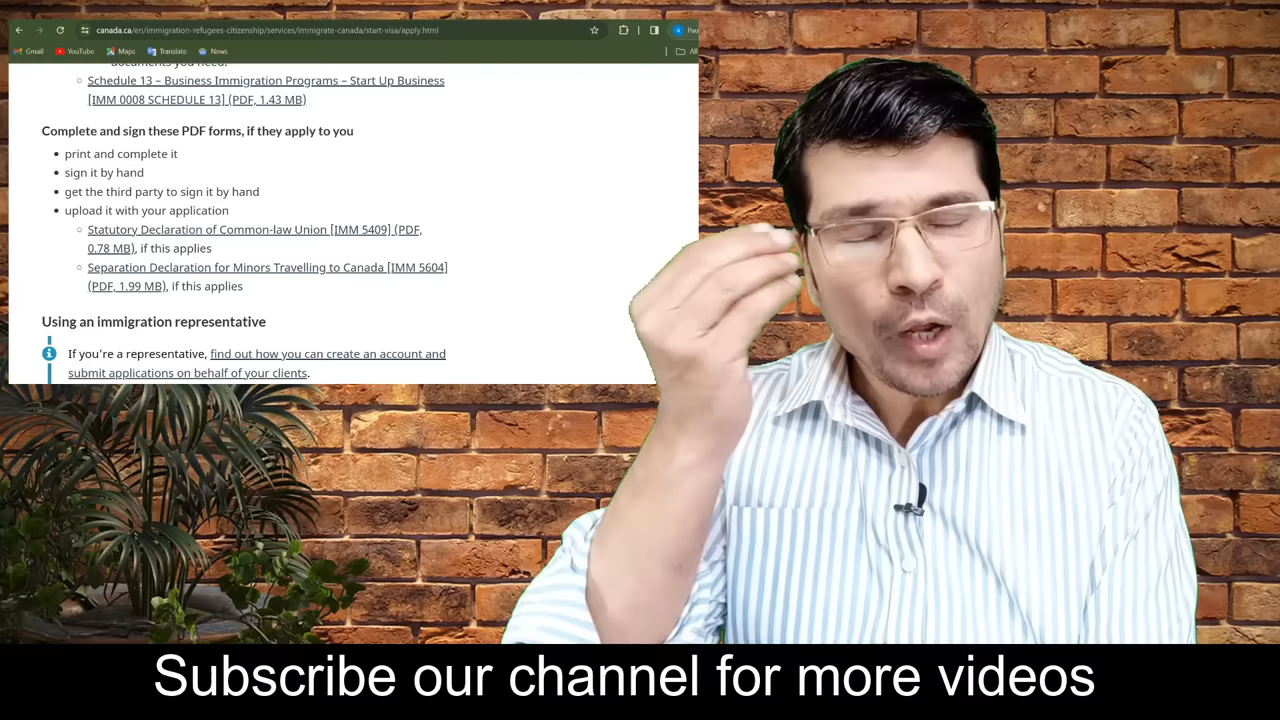 canada.ca/en/immigration-refugees-citizenship/services/immigrate-canada/start-visa/apply.html
Pau
Gmail YouTube Maps Translate News All
documents you need.
Schedule 13 – Business Immigration Programs – Start Up Business
[IMM 0008 SCHEDULE 13] (PDF, 1.43 MB)
Complete and sign these PDF forms, if they apply to you
print and complete it
sign it by hand
get the third party to sign it by hand
upload it with your application
Statutory Declaration of Common-law Union [IMM 5409] (PDF,
0.78 MB), if this applies
Separation Declaration for Minors Travelling to Canada [IMM 5604]
(PDF, 1.99 MB), if this applies
Using an immigration representative
If you're a representative, find out how you can create an account and
submit applications on behalf of your clients.
Subscribe our channel for more videos